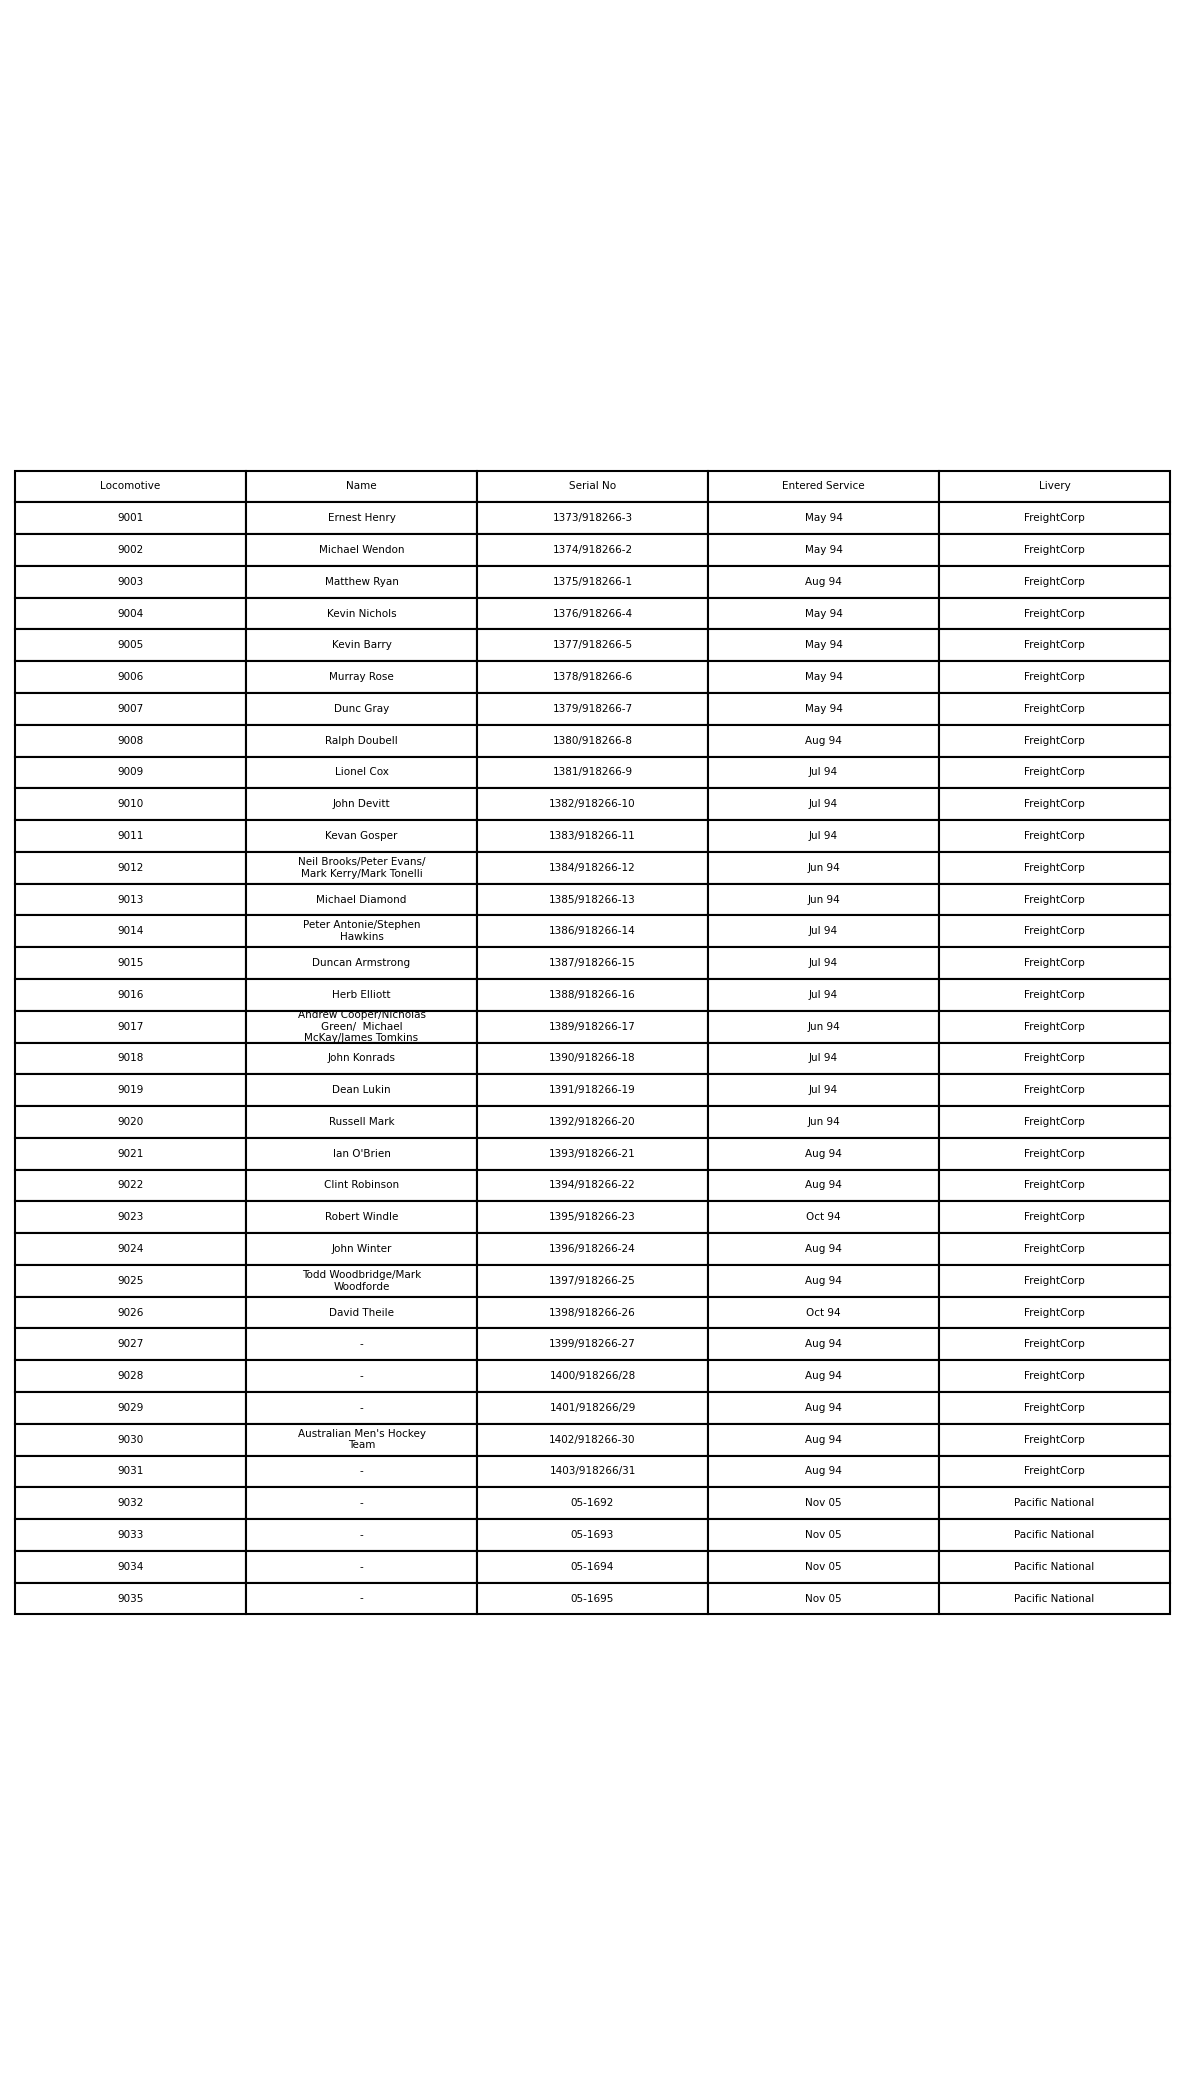 Locomotive Name Serial No Entered Service Livery
9001 Ernest Henry 1373/918266-3 May 94 FreightCorp
9002 Michael Wendon 1374/918266-2 May 94 FreightCorp
9003 Matthew Ryan 1375/918266-1 Aug 94 FreightCorp
9004 Kevin Nichols 1376/918266-4 May 94 FreightCorp
9005 Kevin Barry 1377/918266-5 May 94 FreightCorp
9006 Murray Rose 1378/918266-6 May 94 FreightCorp
9007 Dunc Gray 1379/918266-7 May 94 FreightCorp
9008 Ralph Doubell 1380/918266-8 Aug 94 FreightCorp
9009 Lionel Cox 1381/918266-9 Jul 94 FreightCorp
9010 John Devitt 1382/918266-10 Jul 94 FreightCorp
9011 Kevan Gosper 1383/918266-11 Jul 94 FreightCorp
9012 Neil Brooks/Peter Evans/
Mark Kerry/Mark Tonelli 1384/918266-12 Jun 94 FreightCorp
9013 Michael Diamond 1385/918266-13 Jun 94 FreightCorp
9014 Peter Antonie/Stephen
Hawkins 1386/918266-14 Jul 94 FreightCorp
9015 Duncan Armstrong 1387/918266-15 Jul 94 FreightCorp
9016 Herb Elliott 1388/918266-16 Jul 94 FreightCorp
9017 Andrew Cooper/Nicholas
Green/  Michael
McKay/James Tomkins 1389/918266-17 Jun 94 FreightCorp
9018 John Konrads 1390/918266-18 Jul 94 FreightCorp
9019 Dean Lukin 1391/918266-19 Jul 94 FreightCorp
9020 Russell Mark 1392/918266-20 Jun 94 FreightCorp
9021 Ian O'Brien 1393/918266-21 Aug 94 FreightCorp
9022 Clint Robinson 1394/918266-22 Aug 94 FreightCorp
9023 Robert Windle 1395/918266-23 Oct 94 FreightCorp
9024 John Winter 1396/918266-24 Aug 94 FreightCorp
9025 Todd Woodbridge/Mark
Woodforde 1397/918266-25 Aug 94 FreightCorp
9026 David Theile 1398/918266-26 Oct 94 FreightCorp
9027 - 1399/918266-27 Aug 94 FreightCorp
9028 - 1400/918266/28 Aug 94 FreightCorp
9029 - 1401/918266/29 Aug 94 FreightCorp
9030 Australian Men's Hockey
Team 1402/918266-30 Aug 94 FreightCorp
9031 - 1403/918266/31 Aug 94 FreightCorp
9032 - 05-1692 Nov 05 Pacific National
9033 - 05-1693 Nov 05 Pacific National
9034 - 05-1694 Nov 05 Pacific National
9035 - 05-1695 Nov 05 Pacific National